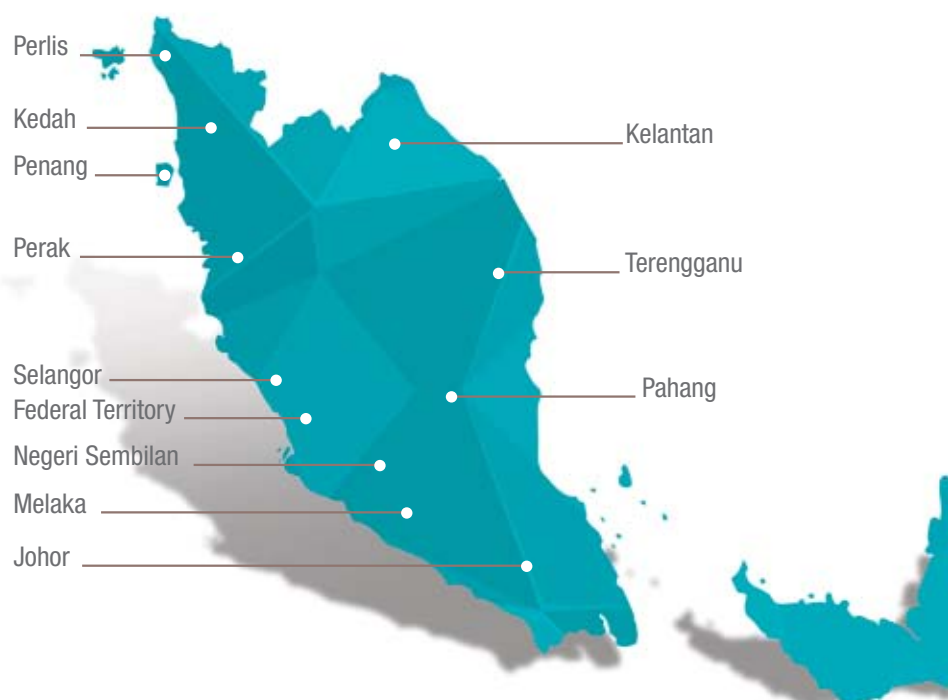 Perlis
Kedah
Penang
Perak
Selangor
Federal Territory
Negeri Sembilan
Melaka
Johor
Kelantan
Terengganu
Pahang